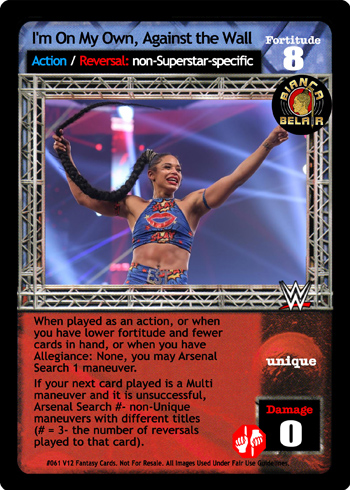 I'm On My Own, Against the Wall
Fortitude
8
Action / Reversal: non-Superstar-specific
BIANCA
BELAIR
W
When played as an action, or when
you have lower fortitude and fewer
cards in hand, or when you have
Allegiance: None, you may Arsenal
Search 1 maneuver.
unique
If your next card played is a Multi
maneuver and it is unsuccessful,
Arsenal Search #- non-Unique
maneuvers with different titles
(# = 3- the number of reversals
played to that card).
Damage
0
#061 V12 Fantasy Cards. Not For Resale. All Images Used Under Fair Use Guidelines.